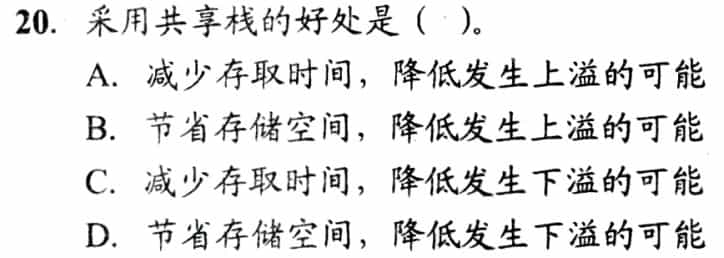 20. 采用共享栈的好处是（ ）。
A. 减少存取时间，降低发生上溢的可能
B. 节省存储空间，降低发生上溢的可能
C. 减少存取时间，降低发生下溢的可能
D. 节省存储空间，降低发生下溢的可能